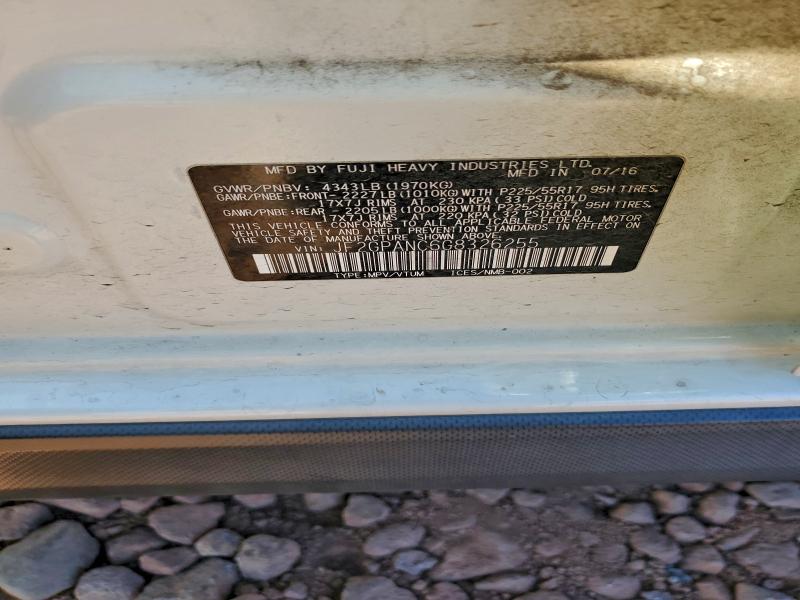 MFD BY FUJI HEAVY INDUSTRIES LTD.
MFD IN 07/16
GVWR/PNBV: 4343LB(1970KG)
GAWR/PNBE:FRONT- 2227LB(1010KG)WITH P225/55R17 95H TIRES,
17X7J RIMS AT 230 KPA(33 PSI)COLD
GAWR/PNBE:REAR - 2205LB(1000KG)WITH P225/55R17 95H TIRES,
17X7J RIMS AT 220 KPA(32 PSI)COLD
THIS VEHICLE CONFORMS TO ALL APPLICABLE FEDERAL MOTOR
VEHICLE SAFETY AND THEFT PREVENTION STANDARDS IN EFFECT ON
THE DATE OF MANUFACTURE SHOWN ABOVE.
VIN: JF2GPANC6G8326255
TYPE:MPV/VTUM ICES/NMB-002